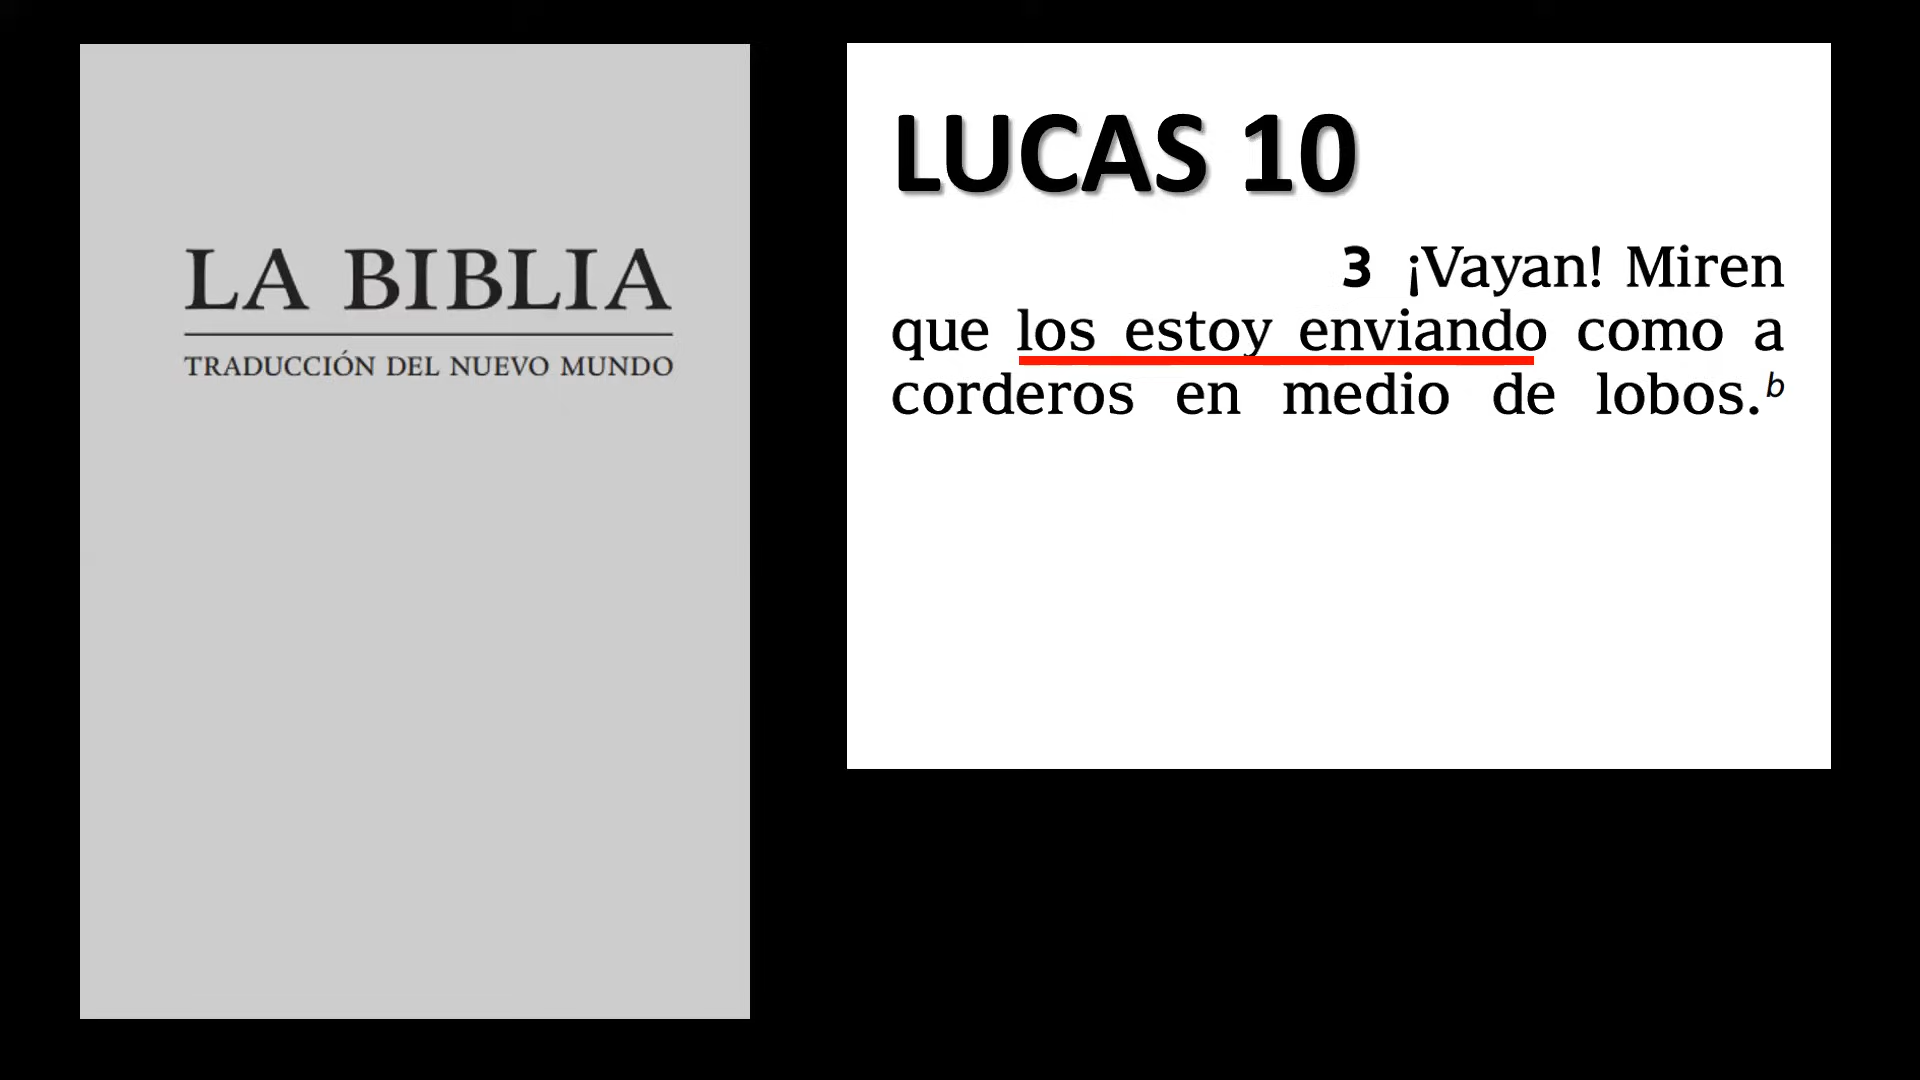 LA BIBLIA
TRADUCCIÓN DEL NUEVO MUNDO
LUCAS 10
3 ¡Vayan! Miren
que los estoy enviando como a
corderos en medio de lobos.b